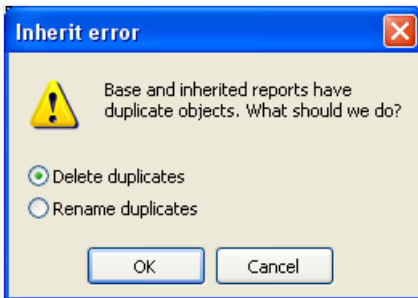 Inherit error
Base and inherited reports have
duplicate objects. What should we do?
Delete duplicates
Rename duplicates
OK
Cancel